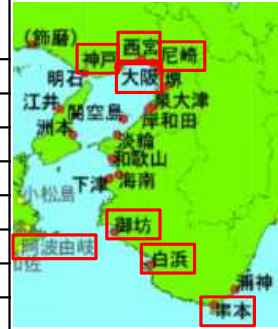 (飾磨)
西宮
神戸
尼崎
明石
大阪
堺
江井
関空島
泉大津
岸和田
洲本
淡輪
和歌山
下津
海南
小松島
御坊
阿波由岐
白浜
浦神
串本